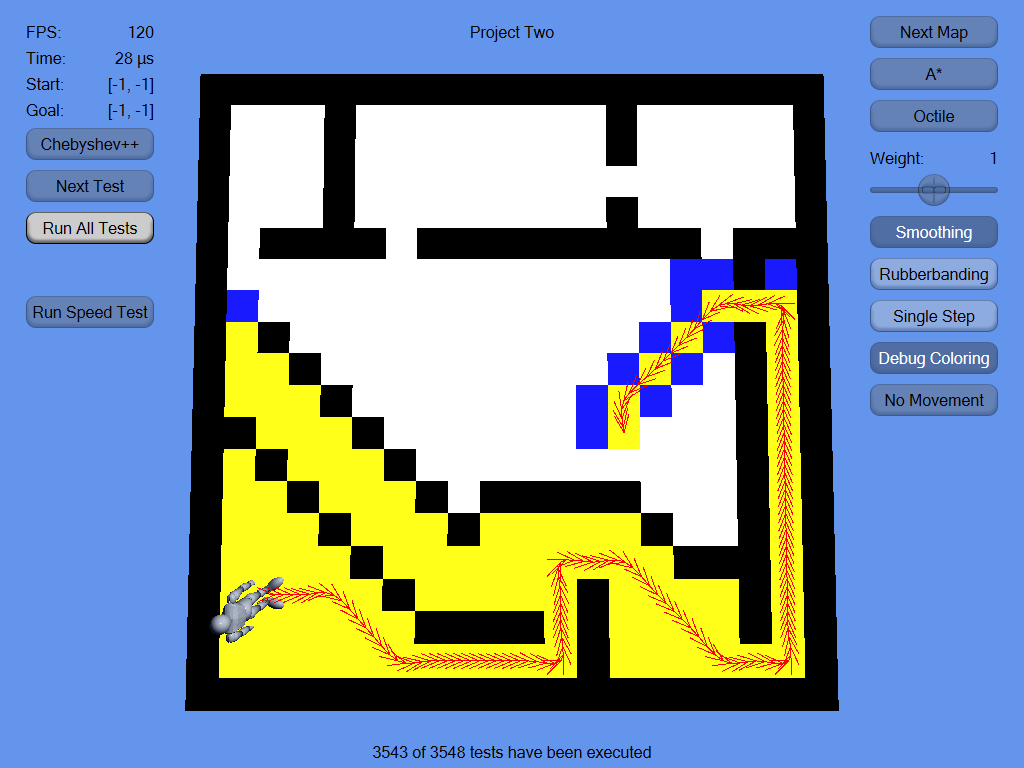 FPS: 120
Time: 28 µs
Start: [-1, -1]
Goal: [-1, -1]
Chebyshev++
Next Test
Run All Tests
Run Speed Test
Project Two
Next Map
A*
Octile
Weight: 1
Smoothing
Rubberbanding
Single Step
Debug Coloring
No Movement
3543 of 3548 tests have been executed